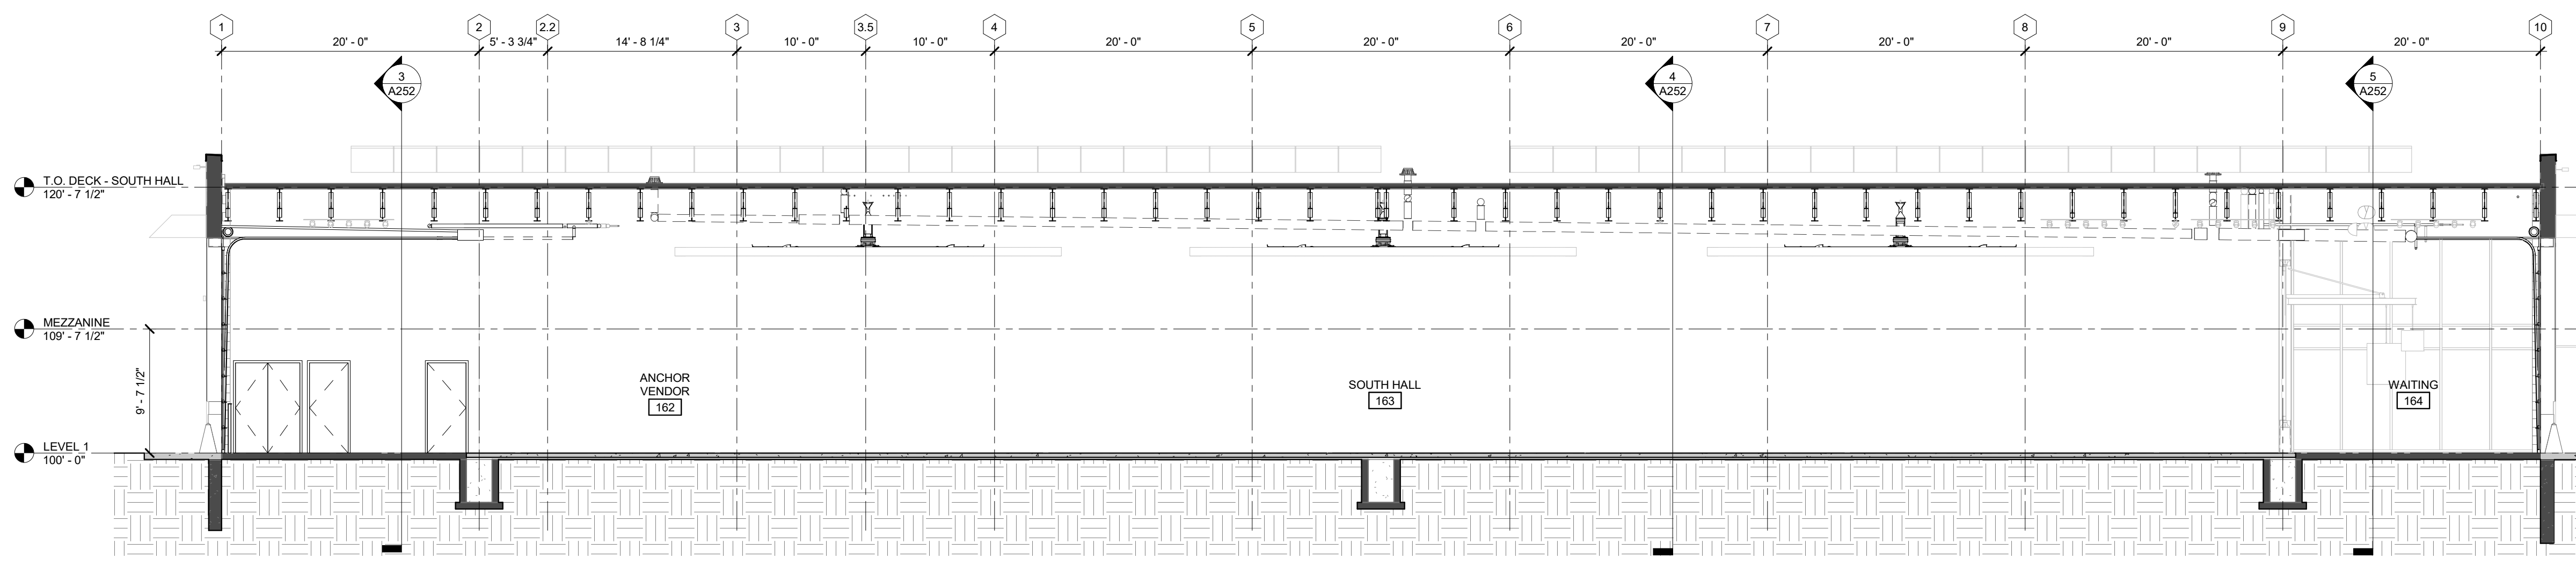 1
2
2.2
3
3.5
4
5
6
7
8
9
10
20' - 0"
5' - 3 3/4"
14' - 8 1/4"
10' - 0"
10' - 0"
20' - 0"
20' - 0"
20' - 0"
20' - 0"
20' - 0"
20' - 0"
3
A252
4
A252
5
A252
T.O. DECK - SOUTH HALL
120' - 7 1/2"
MEZZANINE
109' - 7 1/2"
9' - 7 1/2"
ANCHOR
VENDOR
162
SOUTH HALL
163
WAITING
164
LEVEL 1
100' - 0"